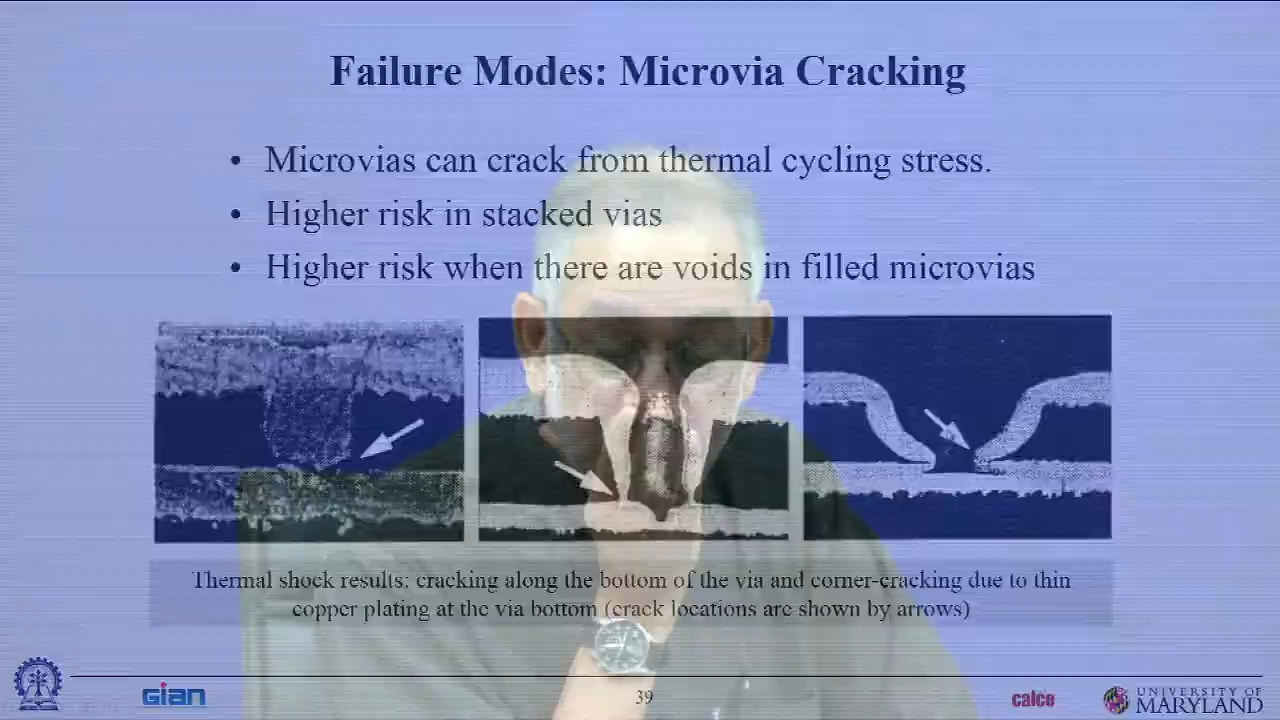 Failure Modes: Microvia Cracking
• Microvias can crack from thermal cycling stress.
• Higher risk in stacked vias
• Higher risk when there are voids in filled microvias
Thermal shock results: cracking along the bottom of the via and corner-cracking due to thin
copper plating at the via bottom (crack locations are shown by arrows)
Gian
39
calce
UNIVERSITY OF
MARYLAND